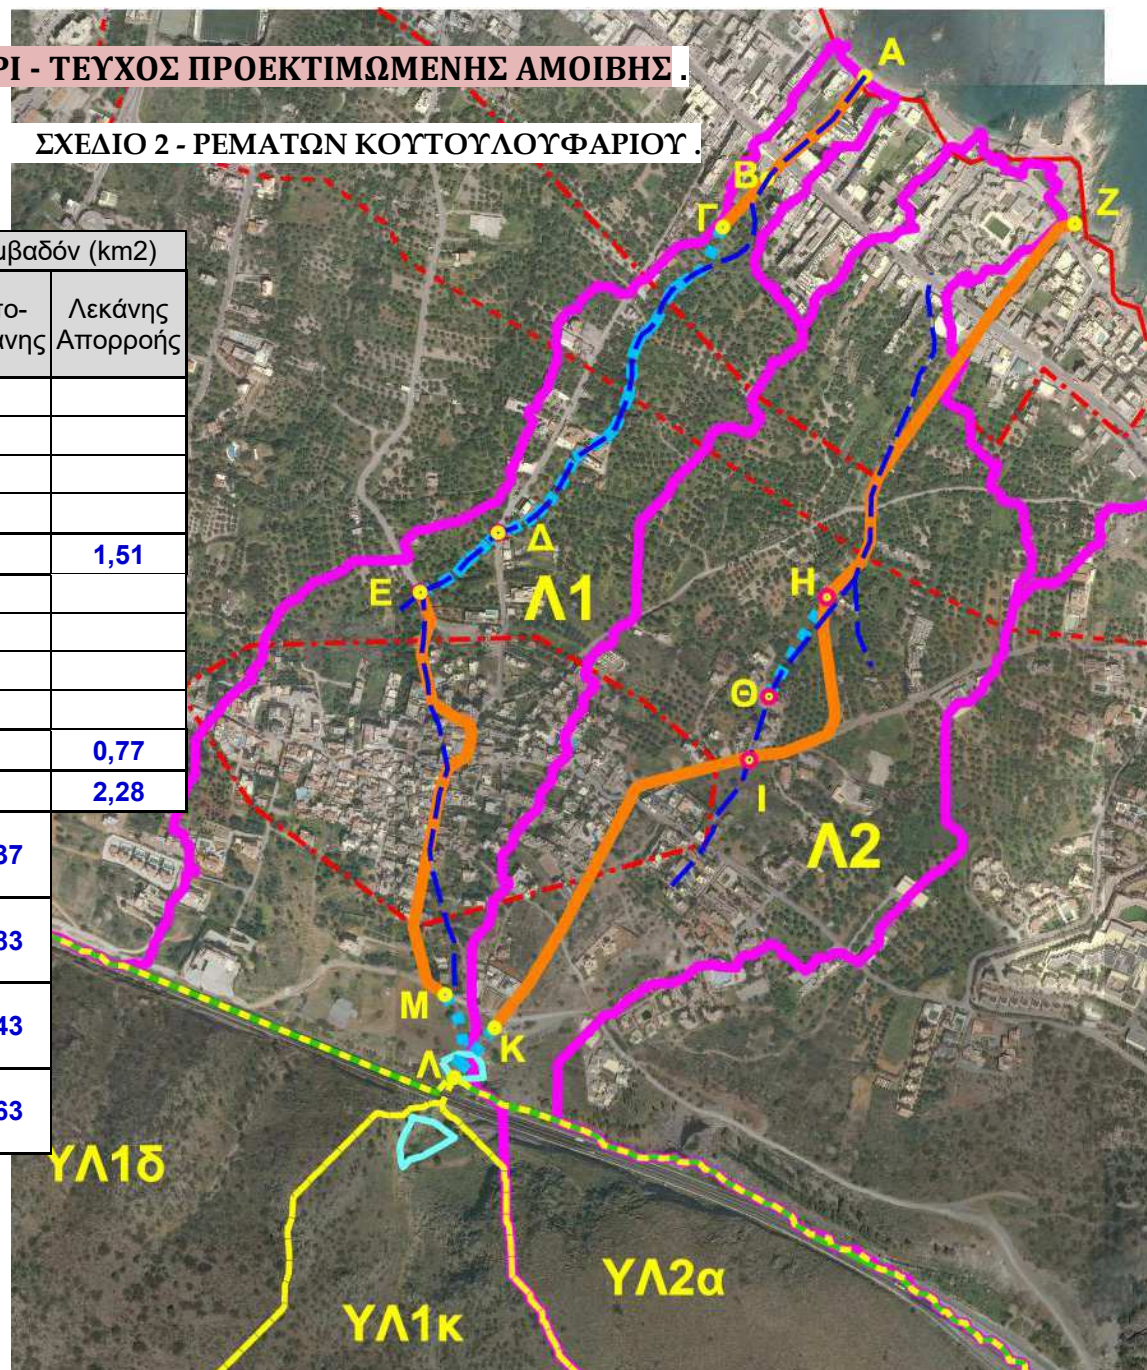 ΡΙ - ΤΕΥΧΟΣ ΠΡΟΕΚΤΙΜΩΜΕΝΗΣ ΑΜΟΙΒΗΣ .
ΣΧΕΔΙΟ 2 - ΡΕΜΑΤΩΝ ΚΟΥΤΟΥΛΟΥΦΑΡΙΟΥ .
μβαδόν (km2)
Λεκάνης
Απορροής
1,51
0,77
2,28
37
33
43
63
Α
Β
Γ
Ζ
Δ
Ε
Λ1
Η
Θ
Ι
Λ2
Μ
Κ
Λ
ΥΛ1δ
ΥΛ2α
ΥΛ1κ